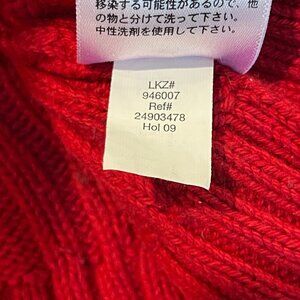 移染する可能性があるので、他
の物と分けて洗って下さい。
中性洗剤を使用して下さい。
LKZ#
946007
Ref#
24903478
Hol 09